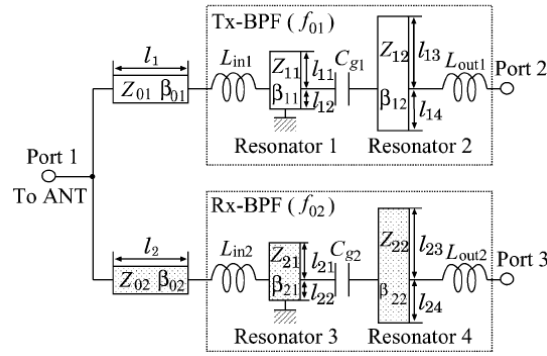 Tx-BPF ( f01 )
l1
Z01 β01
Lin1
Z11
β11
l11
l12
Cg1
Z12
β12
l13
l14
Lout1
Port 2
Resonator 1
Resonator 2
Port 1
To ANT
Rx-BPF ( f02 )
l2
Z02 β02
Lin2
Z21
β21
l21
l22
Cg2
Z22
β22
l23
l24
Lout2
Port 3
Resonator 3
Resonator 4